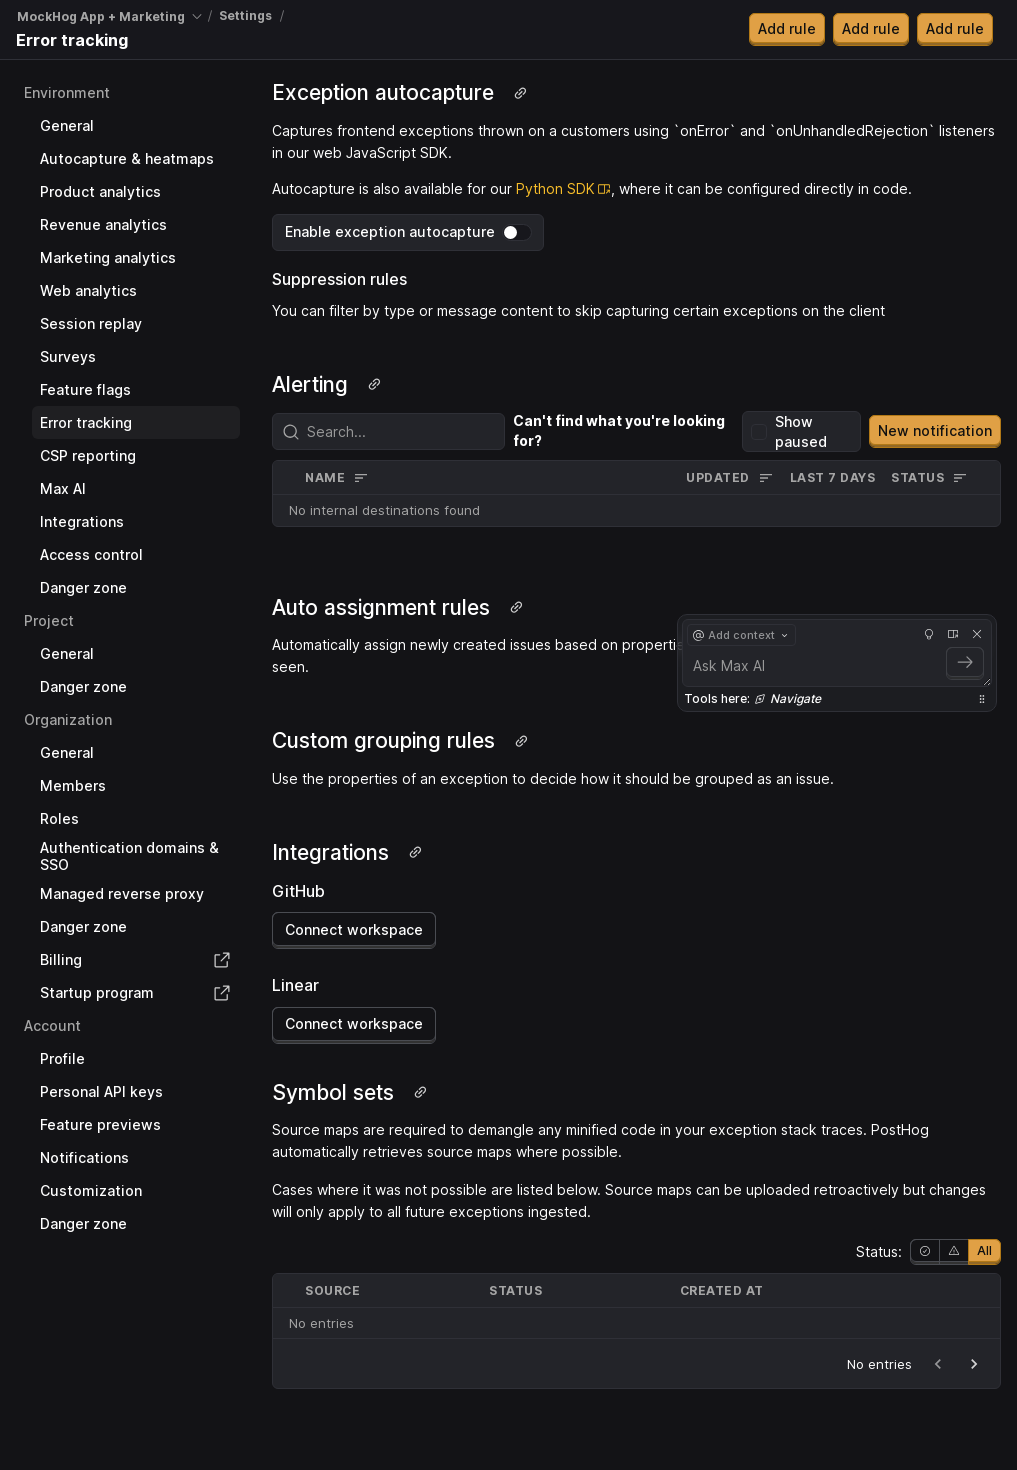 MockHog App + Marketing / Settings /
Error tracking
Add rule
Add rule
Add rule
Environment
General
Autocapture & heatmaps
Product analytics
Revenue analytics
Marketing analytics
Web analytics
Session replay
Surveys
Feature flags
Error tracking
CSP reporting
Max AI
Integrations
Access control
Danger zone
Project
General
Danger zone
Organization
General
Members
Roles
Authentication domains &
SSO
Managed reverse proxy
Danger zone
Billing
Startup program
Account
Profile
Personal API keys
Feature previews
Notifications
Customization
Danger zone
Exception autocapture
Captures frontend exceptions thrown on a customers using `onError` and `onUnhandledRejection` listeners
in our web JavaScript SDK.
Autocapture is also available for our Python SDK, where it can be configured directly in code.
Enable exception autocapture
Suppression rules
You can filter by type or message content to skip capturing certain exceptions on the client
Alerting
Search...
Can't find what you're looking
for?
Show
paused
New notification
NAME UPDATED LAST 7 DAYS STATUS
No internal destinations found
Auto assignment rules
Automatically assign newly created issues based on
seen.
@ Add context
Ask Max AI
Tools here: Navigate
Custom grouping rules
Use the properties of an exception to decide how it should be grouped as an issue.
Integrations
GitHub
Connect workspace
Linear
Connect workspace
Symbol sets
Source maps are required to demangle any minified code in your exception stack traces. PostHog
automatically retrieves source maps where possible.
Cases where it was not possible are listed below. Source maps can be uploaded retroactively but changes
will only apply to all future exceptions ingested.
Status: All
SOURCE STATUS CREATED AT
No entries
No entries